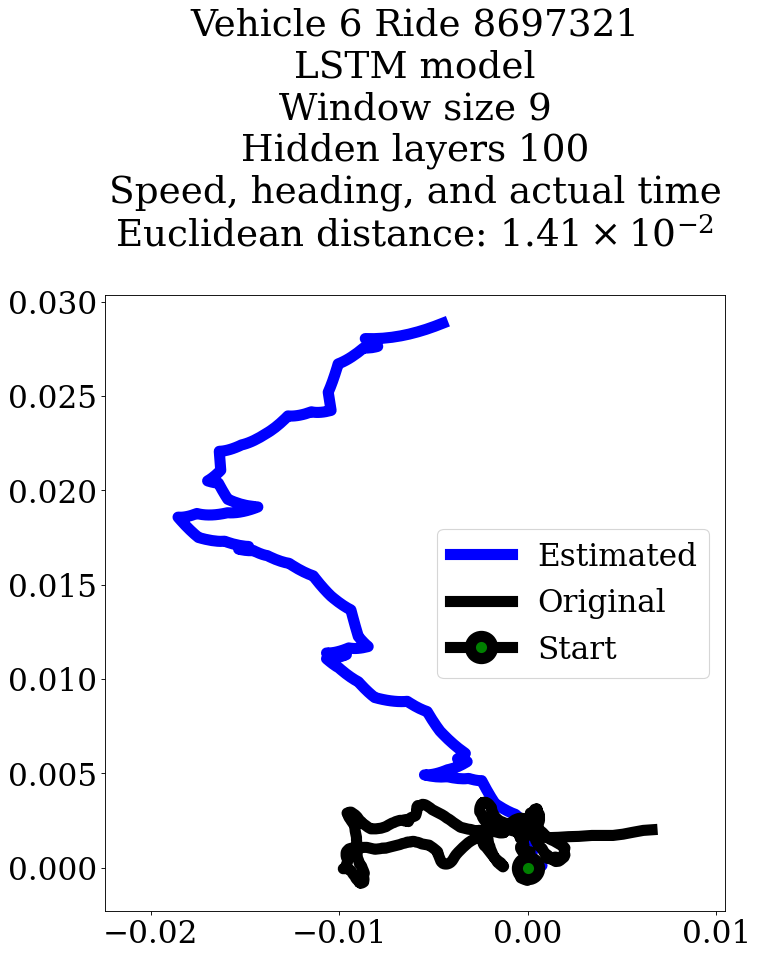 Vehicle 6 Ride 8697321
LSTM model
Window size 9
Hidden layers 100
Speed, heading, and actual time
Euclidean distance: 1.41 × 10⁻²
0.030
0.025
0.020
0.015
0.010
0.005
0.000
Estimated
Original
Start
−0.02
−0.01
0.00
0.01